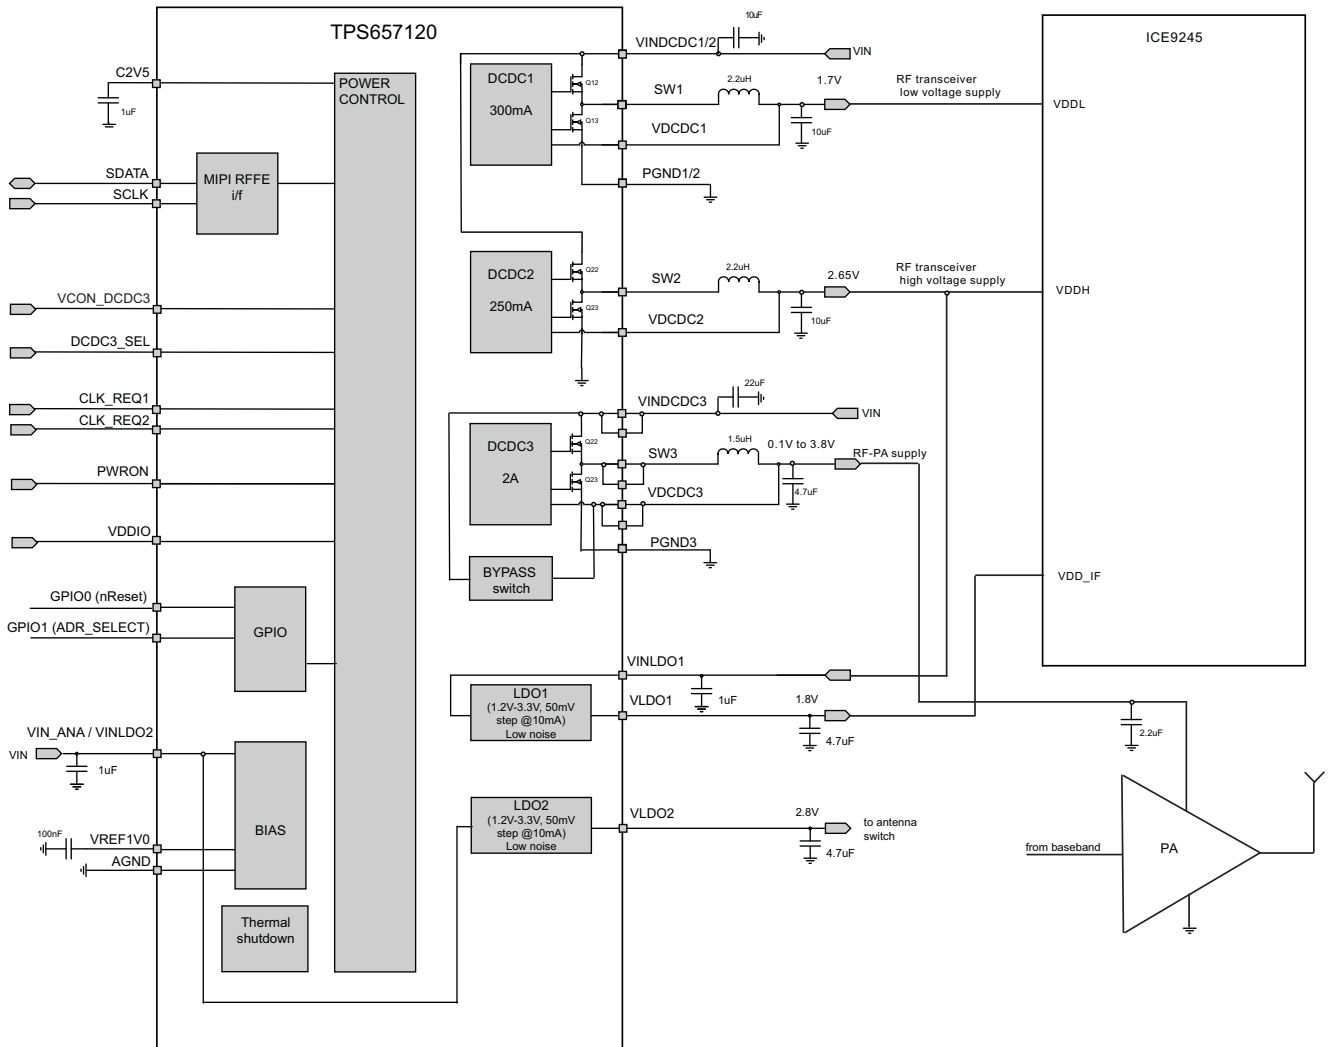 TPS657120
ICE9245
C2V5
1uF
POWER
CONTROL
SDATA
SCLK
MIPI RFFE
i/f
VCON_DCDC3
DCDC3_SEL
CLK_REQ1
CLK_REQ2
PWRON
VDDIO
GPIO0 (nReset)
GPIO1 (ADR_SELECT)
GPIO
VIN_ANA / VINLDO2
VIN
1uF
100nF
VREF1V0
AGND
BIAS
Thermal
shutdown
DCDC1
300mA
Q12
Q13
VINDCDC1/2
10uF
VIN
SW1
2.2uH
1.7V
RF transceiver
low voltage supply
VDDL
VDCDC1
10uF
PGND1/2
DCDC2
250mA
Q22
Q23
SW2
2.2uH
2.65V
RF transceiver
high voltage supply
VDDH
VDCDC2
10uF
VINDCDC3
22uF
VIN
DCDC3
2A
Q22
Q23
SW3
1.5uH
0.1V to 3.8V
RF-PA supply
VDCDC3
4.7uF
PGND3
BYPASS
switch
VDD_IF
VINLDO1
1uF
LDO1
(1.2V-3.3V, 50mV
step @10mA)
Low noise
VLDO1
1.8V
4.7uF
2.2uF
LDO2
(1.2V-3.3V, 50mV
step @10mA)
Low noise
VLDO2
2.8V
4.7uF
to antenna
switch
from baseband
PA